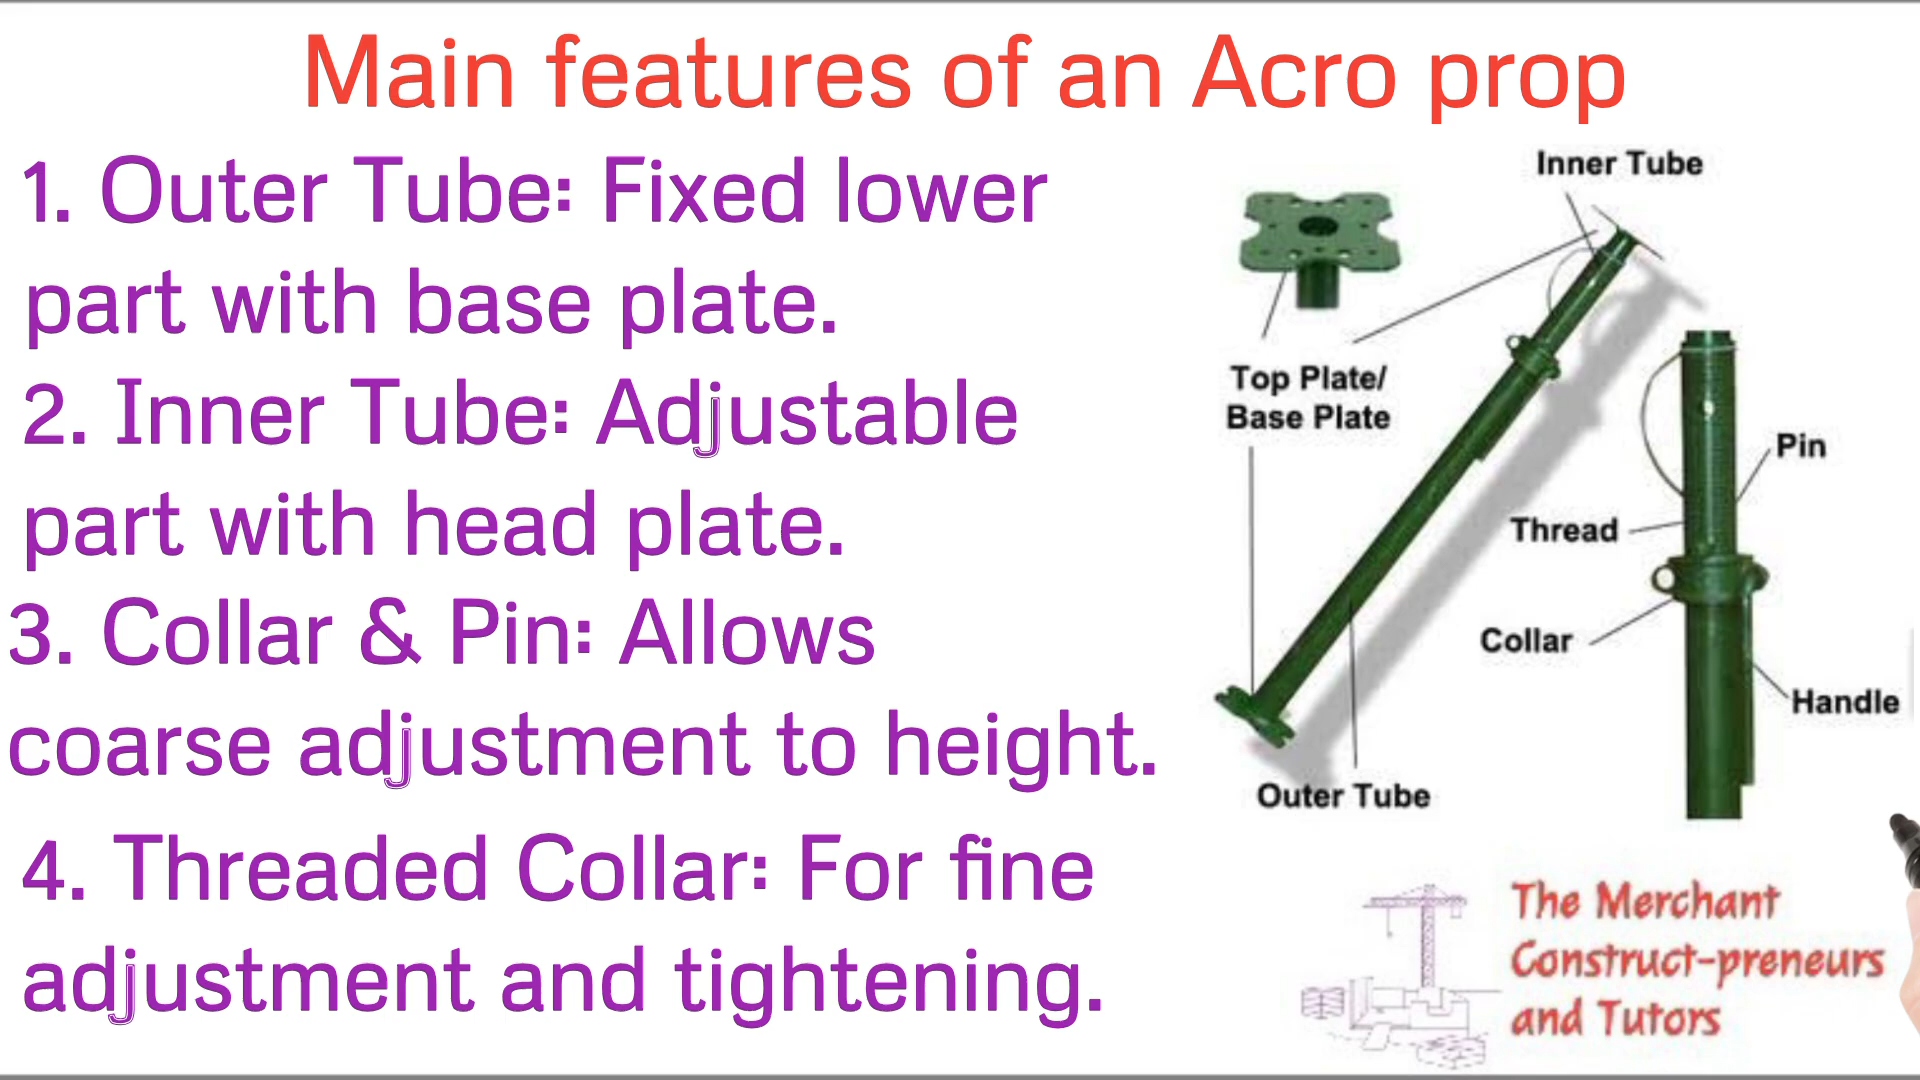 Main features of an Acro prop
1. Outer Tube: Fixed lower
part with base plate.
2. Inner Tube: Adjustable
part with head plate.
3. Collar & Pin: Allows
coarse adjustment to height.
4. Threaded Collar: For fine
adjustment and tightening.
Inner Tube
Top Plate/
Base Plate
Pin
Thread
Collar
Handle
Outer Tube
The Merchant
Construct-preneurs
and Tutors